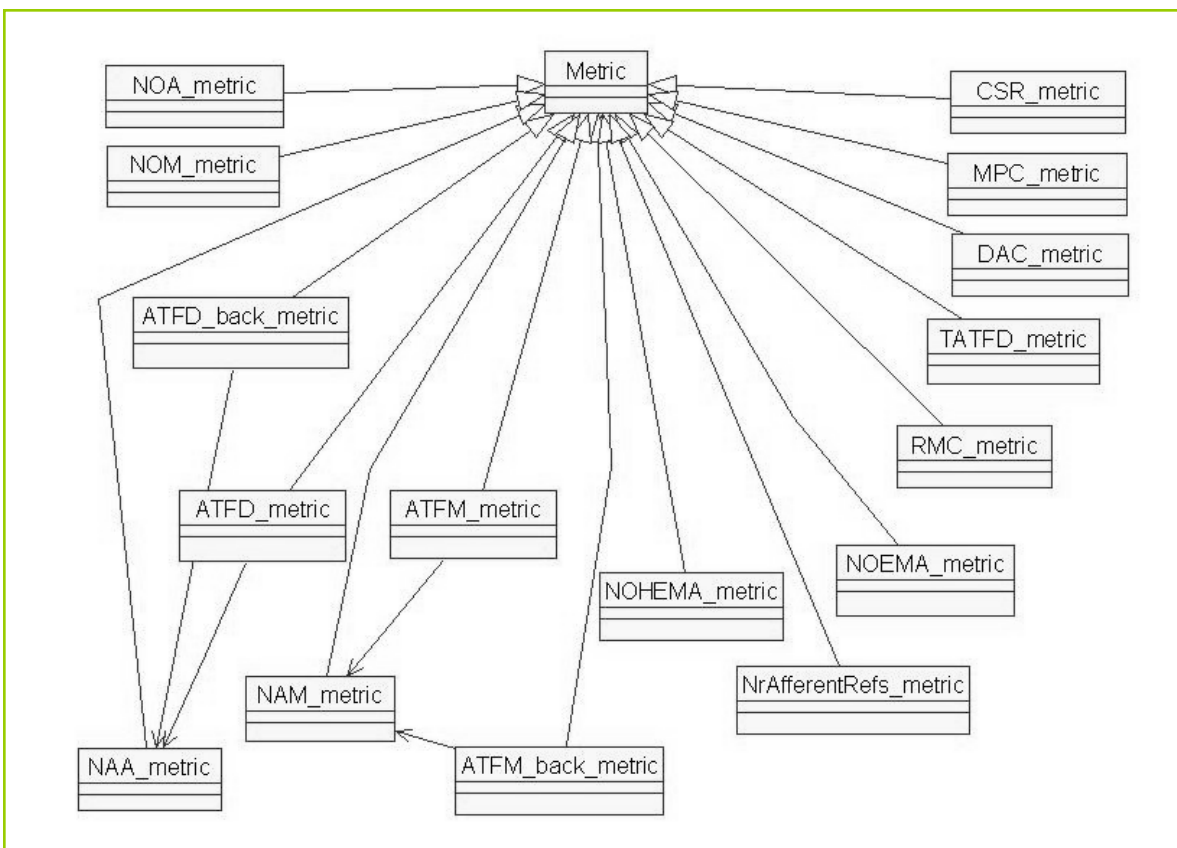 Metric
NOA_metric
CSR_metric
NOM_metric
MPC_metric
DAC_metric
ATFD_back_metric
TATFD_metric
RMC_metric
ATFD_metric
ATFM_metric
NOEMA_metric
NOHEMA_metric
NAM_metric
NrAfferentRefs_metric
NAA_metric
ATFM_back_metric